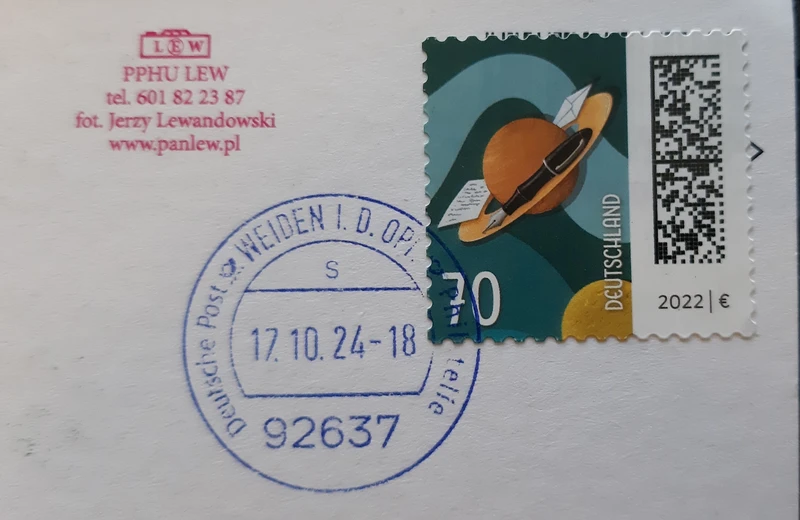 LEW
PPHU LEW
tel. 601 82 23 87
fot. Jerzy Lewandowski
www.panlew.pl
70
DEUTSCHLAND
2022 | €
Deutsche Post
WEIDEN I. D. OPF.
S
17.10.24-18
92637